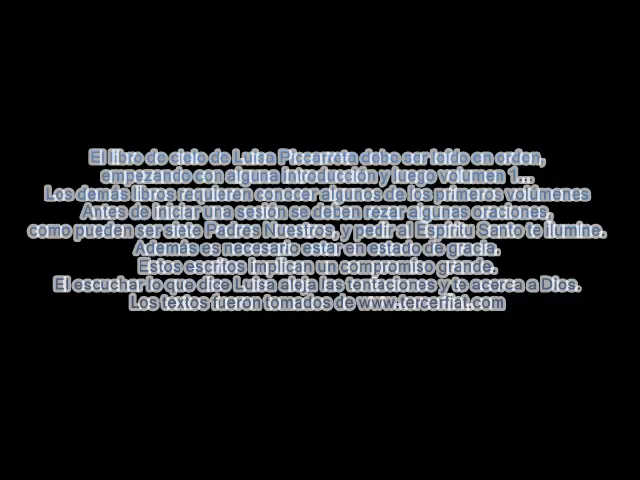 El libro de cielo de Luisa Piccarreta debe ser leído en orden,
empezando con alguna introducción y luego volumen 1...
Los demás libros requieren conocer algunos de los primeros volúmenes
Antes de iniciar una sesión se deben rezar algunas oraciones,
como pueden ser siete Padres Nuestros, y pedir al Espíritu Santo te ilumine.
Además es necesario estar en estado de gracia.
Estos escritos implican un compromiso grande.
El escuchar lo que dice Luisa aleja las tentaciones y te acerca a Dios.
Los textos fueron tomados de www.tercerfiat.com